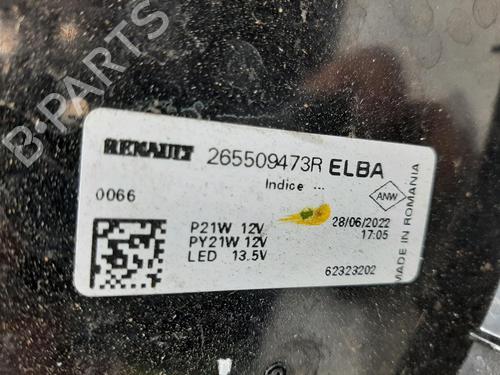 B-PARTS
RENAULT 265509473R ELBA
Indice ...
0066
ANW
P21W 12V
PY21W 12V
LED 13.5V
28/06/2022
17:05
62323202
MADE IN ROMANIA